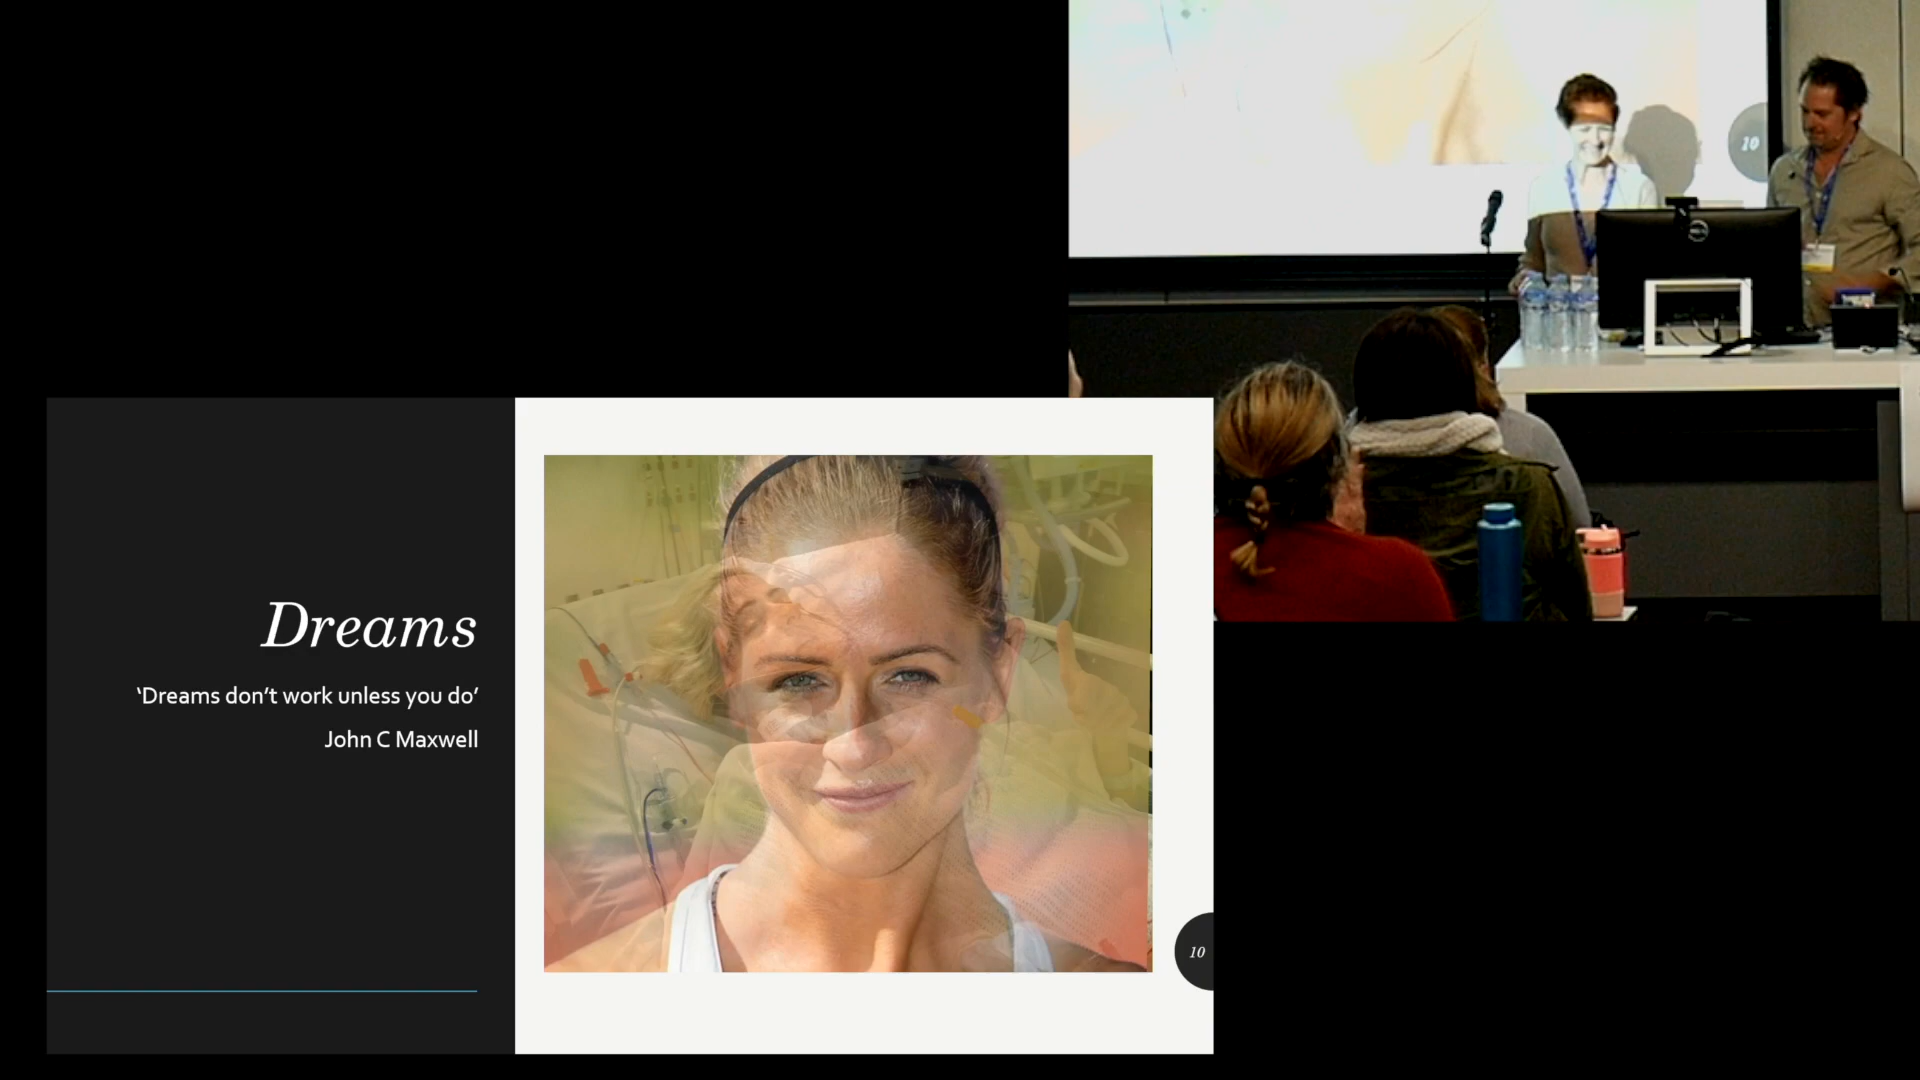 Dreams
‘Dreams don’t work unless you do’
John C Maxwell
10
10